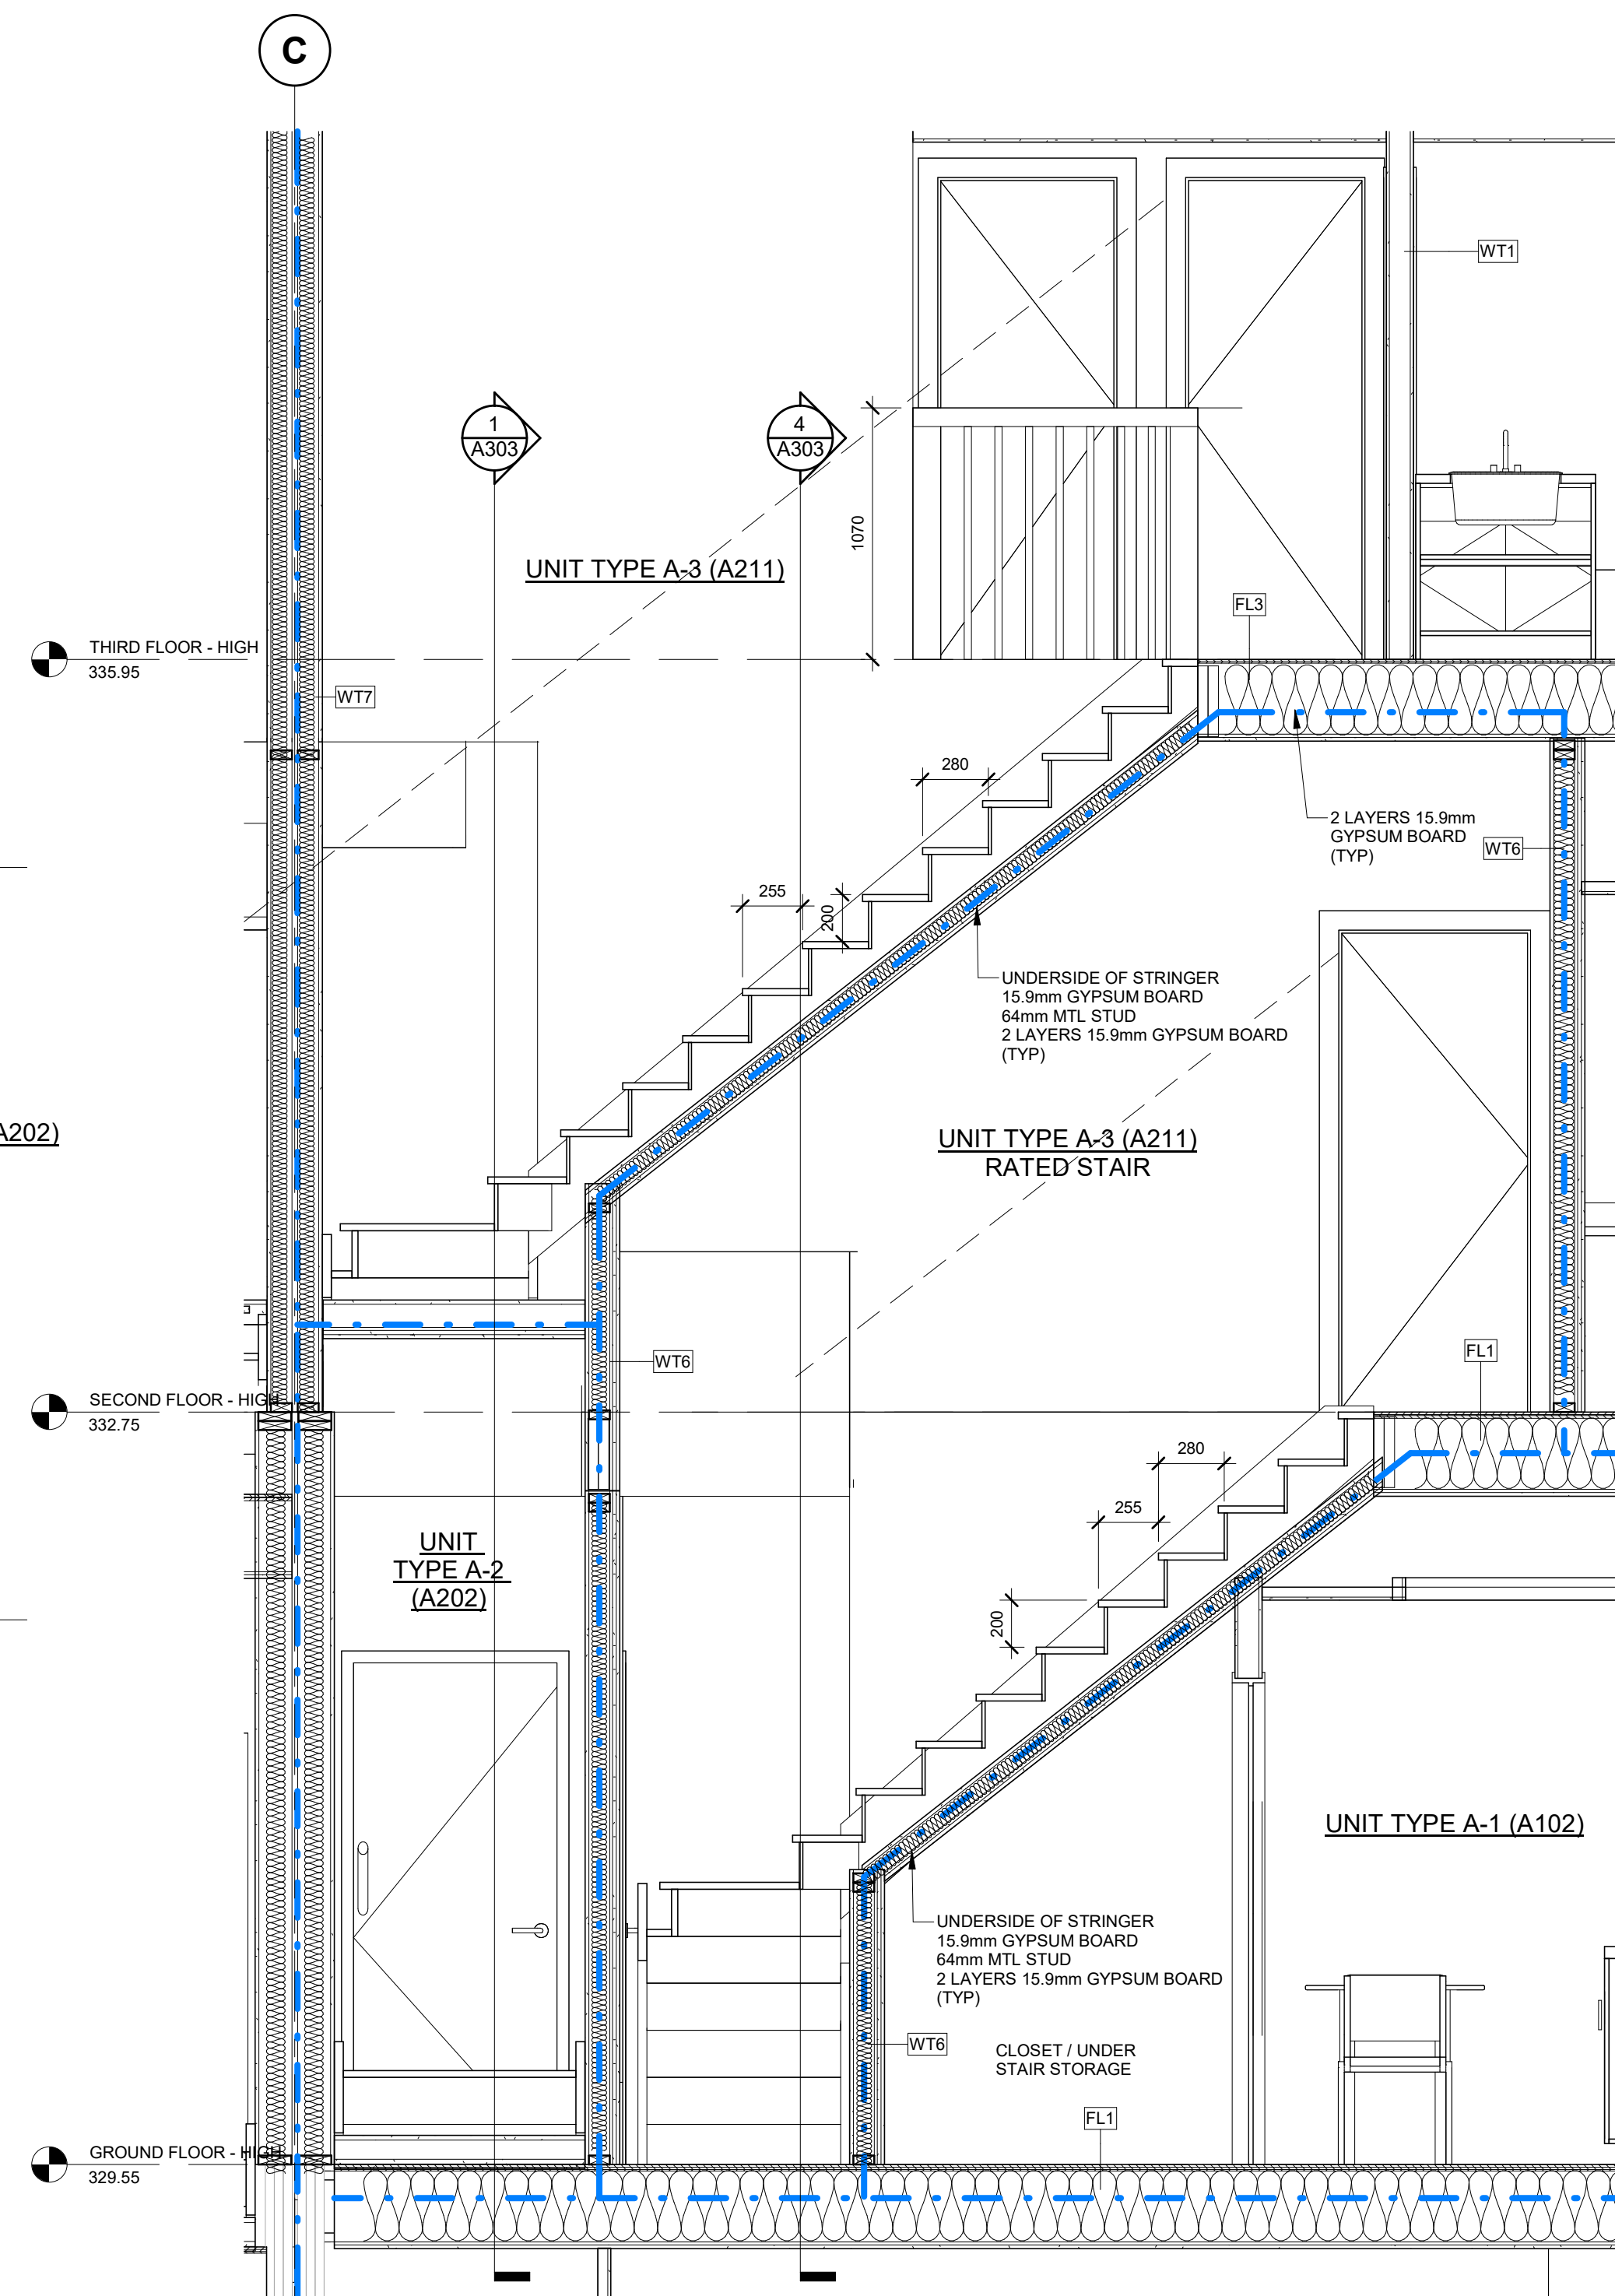 C
WT1
1
A303
4
A303
1070
UNIT TYPE A-3 (A211)
FL3
THIRD FLOOR - HIGH
335.95
WT7
280
2 LAYERS 15.9mm
GYPSUM BOARD
(TYP)
WT6
255
200
UNDERSIDE OF STRINGER
15.9mm GYPSUM BOARD
64mm MTL STUD
2 LAYERS 15.9mm GYPSUM BOARD
(TYP)
A202)
UNIT TYPE A-3 (A211)
RATED STAIR
WT6
FL1
SECOND FLOOR - HIGH
332.75
280
255
UNIT
TYPE A-2
(A202)
200
UNIT TYPE A-1 (A102)
UNDERSIDE OF STRINGER
15.9mm GYPSUM BOARD
64mm MTL STUD
2 LAYERS 15.9mm GYPSUM BOARD
(TYP)
WT6
CLOSET / UNDER
STAIR STORAGE
FL1
GROUND FLOOR - HIGH
329.55